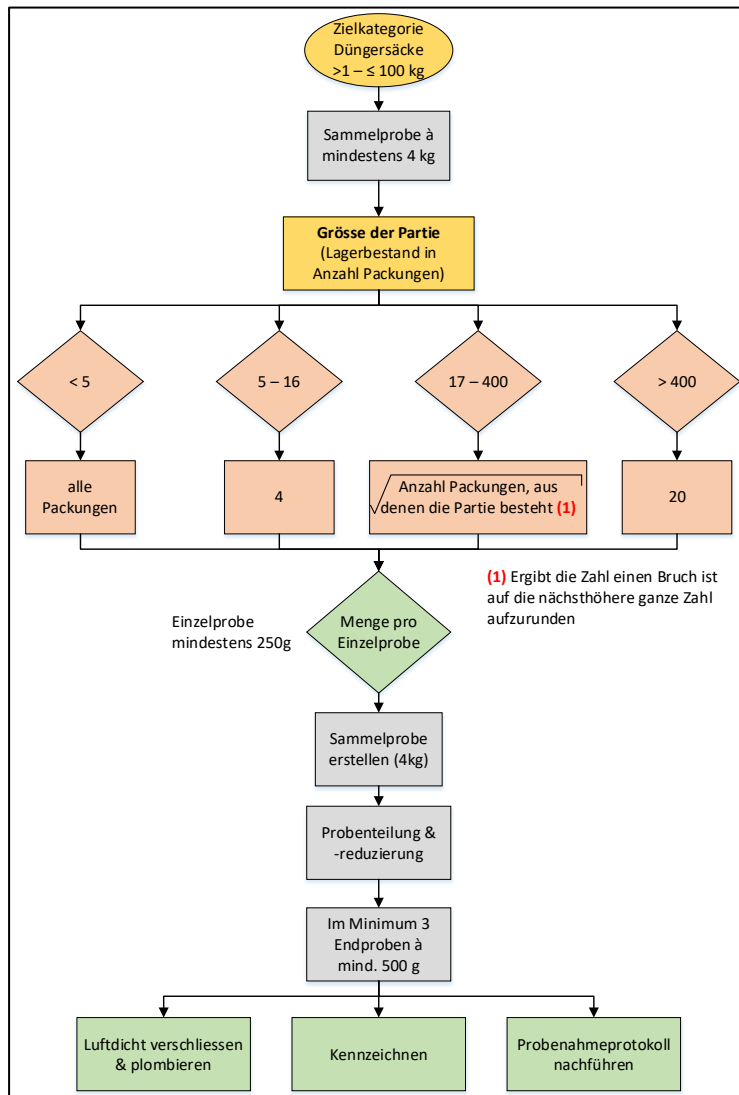 Zielkategorie
Düngersäcke
>1 – ≤ 100 kg
Sammelprobe à
mindestens 4 kg
Grösse der Partie
(Lagerbestand in
Anzahl Packungen)
< 5
5 – 16
17 – 400
> 400
alle
Packungen
4
√Anzahl Packungen, aus
denen die Partie besteht (1)
20
(1) Ergibt die Zahl einen Bruch ist
auf die nächsthöhere ganze Zahl
aufzurunden
Einzelprobe
mindestens 250g
Menge pro
Einzelprobe
Sammelprobe
erstellen (4kg)
Probenteilung &
-reduzierung
Im Minimum 3
Endproben à
mind. 500 g
Luftdicht verschliessen
& plombieren
Kennzeichnen
Probenahmeprotokoll
nachführen